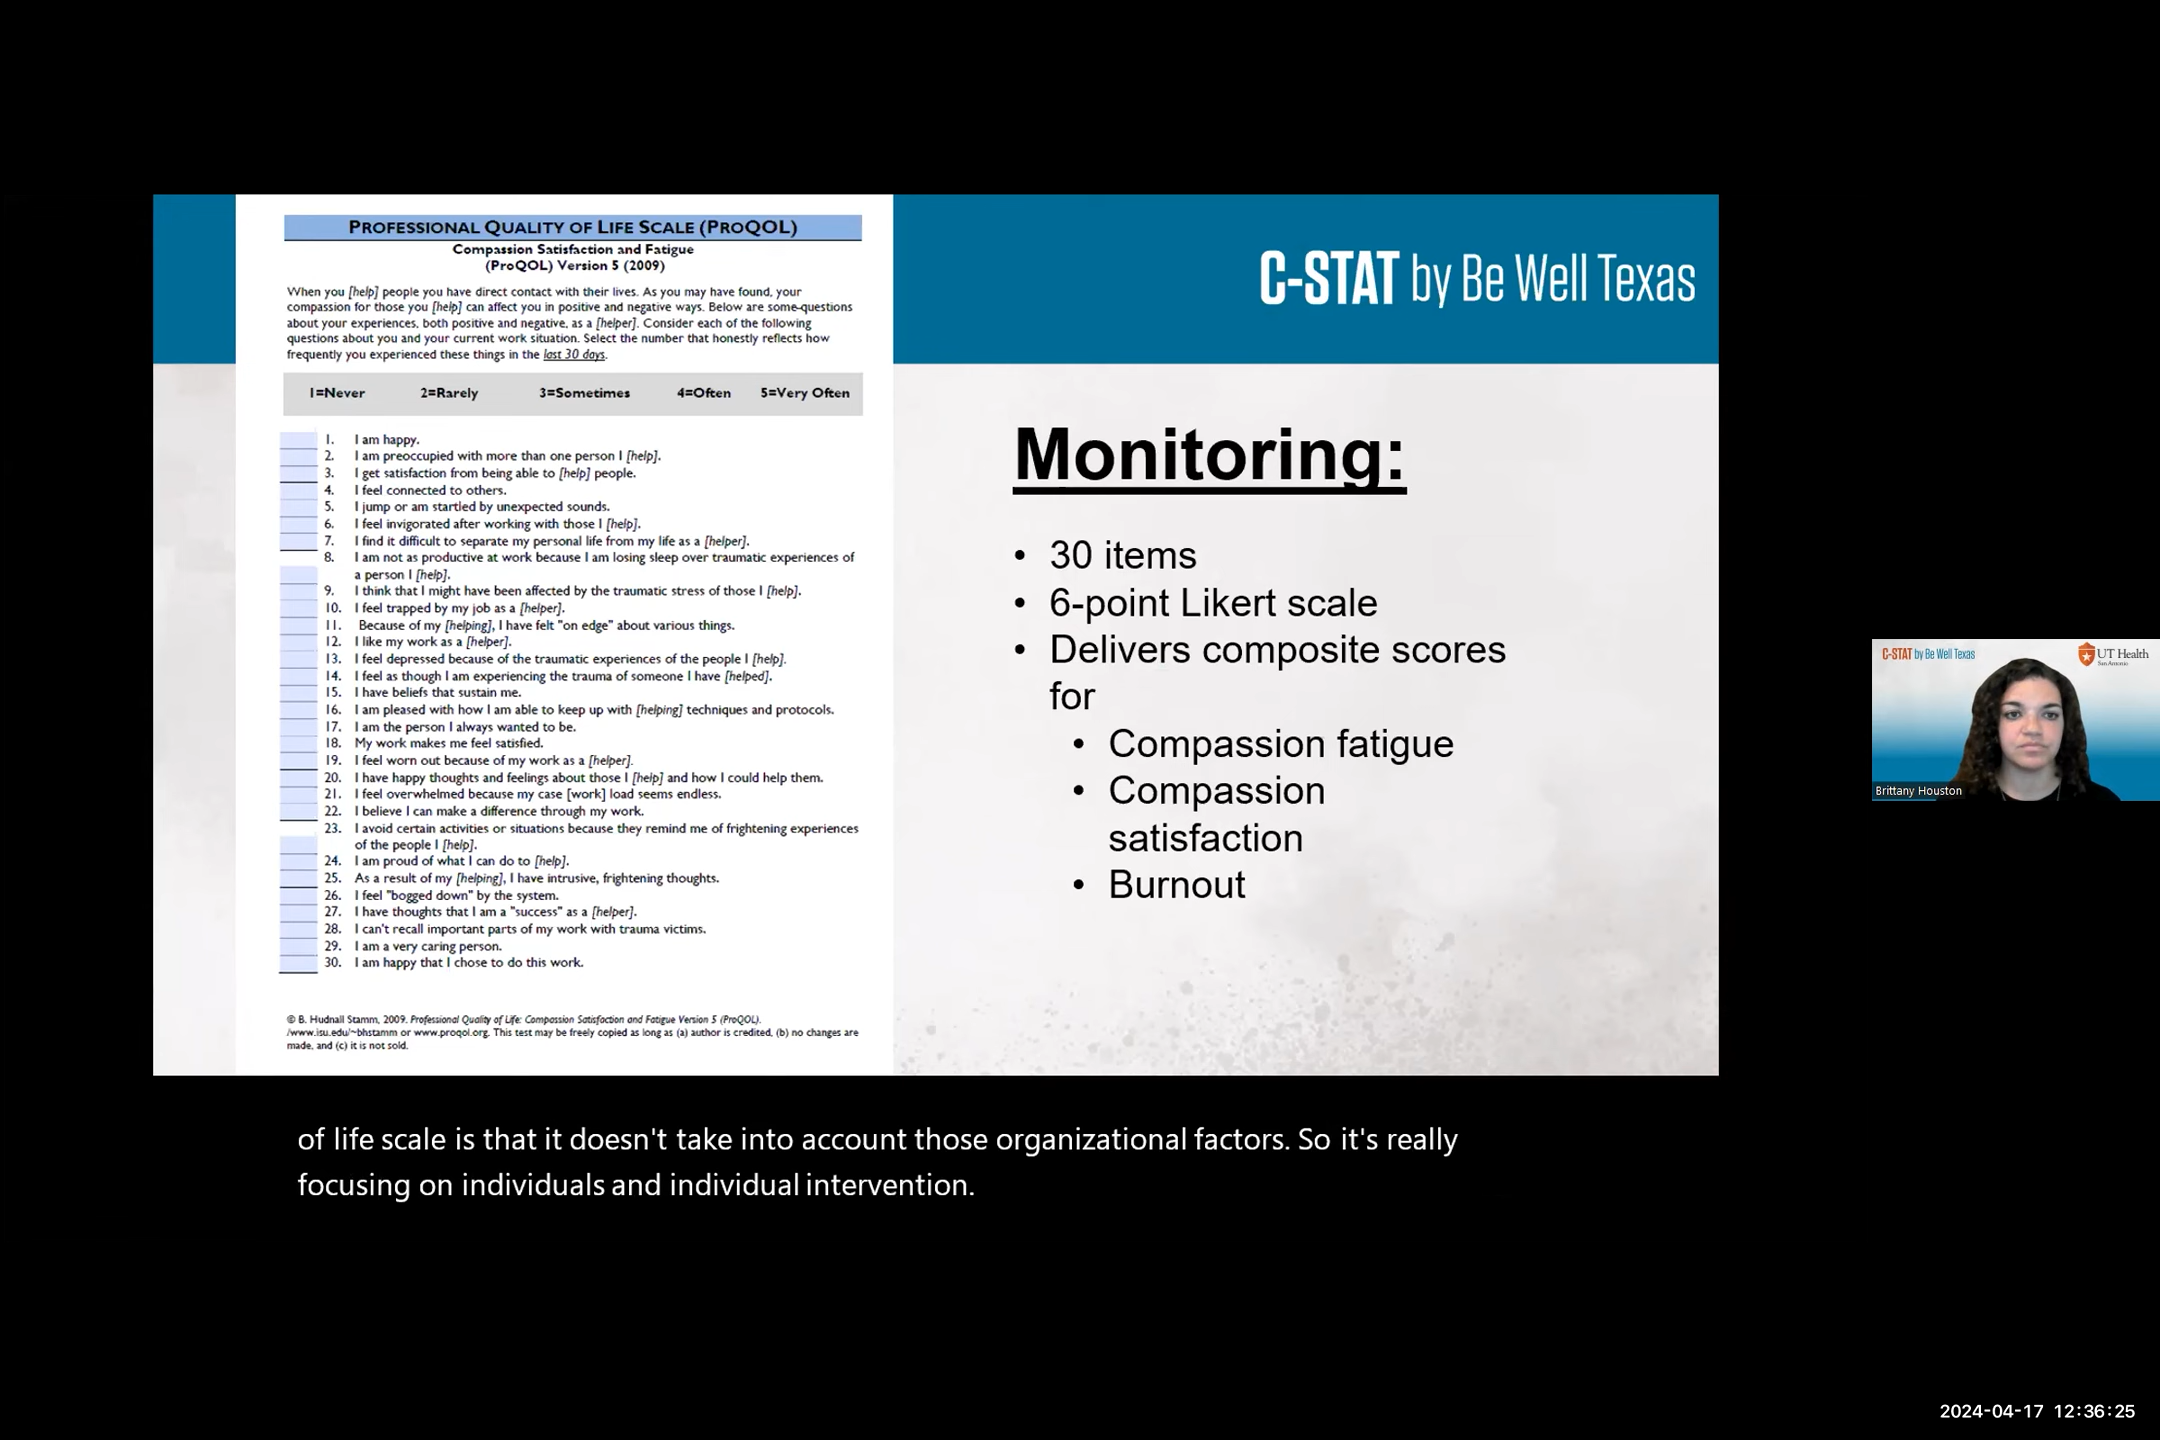 PROFESSIONAL QUALITY OF LIFE SCALE (PROQOL)
Compassion Satisfaction and Fatigue
(ProQOL) Version 5 (2009)
When you [help] people you have direct contact with their lives. As you may have found, your
compassion for those you [help] can affect you in positive and negative ways. Below are some-questions
about your experiences, both positive and negative, as a [helper]. Consider each of the following
questions about you and your current work situation. Select the number that honestly reflects how
frequently you experienced these things in the last 30 days.
1=Never 2=Rarely 3=Sometimes 4=Often 5=Very Often
1. I am happy.
2. I am preoccupied with more than one person I [help].
3. I get satisfaction from being able to [help] people.
4. I feel connected to others.
5. I jump or am startled by unexpected sounds.
6. I feel invigorated after working with those I [help].
7. I find it difficult to separate my personal life from my life as a [helper].
8. I am not as productive at work because I am losing sleep over traumatic experiences of
a person I [help].
9. I think that I might have been affected by the traumatic stress of those I [help].
10. I feel trapped by my job as a [helper].
11. Because of my [helping], I have felt "on edge" about various things.
12. I like my work as a [helper].
13. I feel depressed because of the traumatic experiences of the people I [help].
14. I feel as though I am experiencing the trauma of someone I have [helped].
15. I have beliefs that sustain me.
16. I am pleased with how I am able to keep up with [helping] techniques and protocols.
17. I am the person I always wanted to be.
18. My work makes me feel satisfied.
19. I feel worn out because of my work as a [helper].
20. I have happy thoughts and feelings about those I [help] and how I could help them.
21. I feel overwhelmed because my case [work] load seems endless.
22. I believe I can make a difference through my work.
23. I avoid certain activities or situations because they remind me of frightening experiences
of the people I [help].
24. I am proud of what I can do to [help].
25. As a result of my [helping], I have intrusive, frightening thoughts.
26. I feel "bogged down" by the system.
27. I have thoughts that I am a "success" as a [helper].
28. I can't recall important parts of my work with trauma victims.
29. I am a very caring person.
30. I am happy that I chose to do this work.
© B. Hudnall Stamm, 2009. Professional Quality of Life: Compassion Satisfaction and Fatigue Version 5 (ProQOL).
/www.isu.edu/~bhstamm or www.proqol.org. This test may be freely copied as long as (a) author is credited, (b) no changes are
made, and (c) it is not sold.
C-STAT by Be Well Texas
Monitoring:
• 30 items
• 6-point Likert scale
• Delivers composite scores
for
• Compassion fatigue
• Compassion
satisfaction
• Burnout
C-STAT by Be Well Texas
UT Health
San Antonio
Brittany Houston
of life scale is that it doesn't take into account those organizational factors. So it's really
focusing on individuals and individual intervention.
2024-04-17 12:36:25